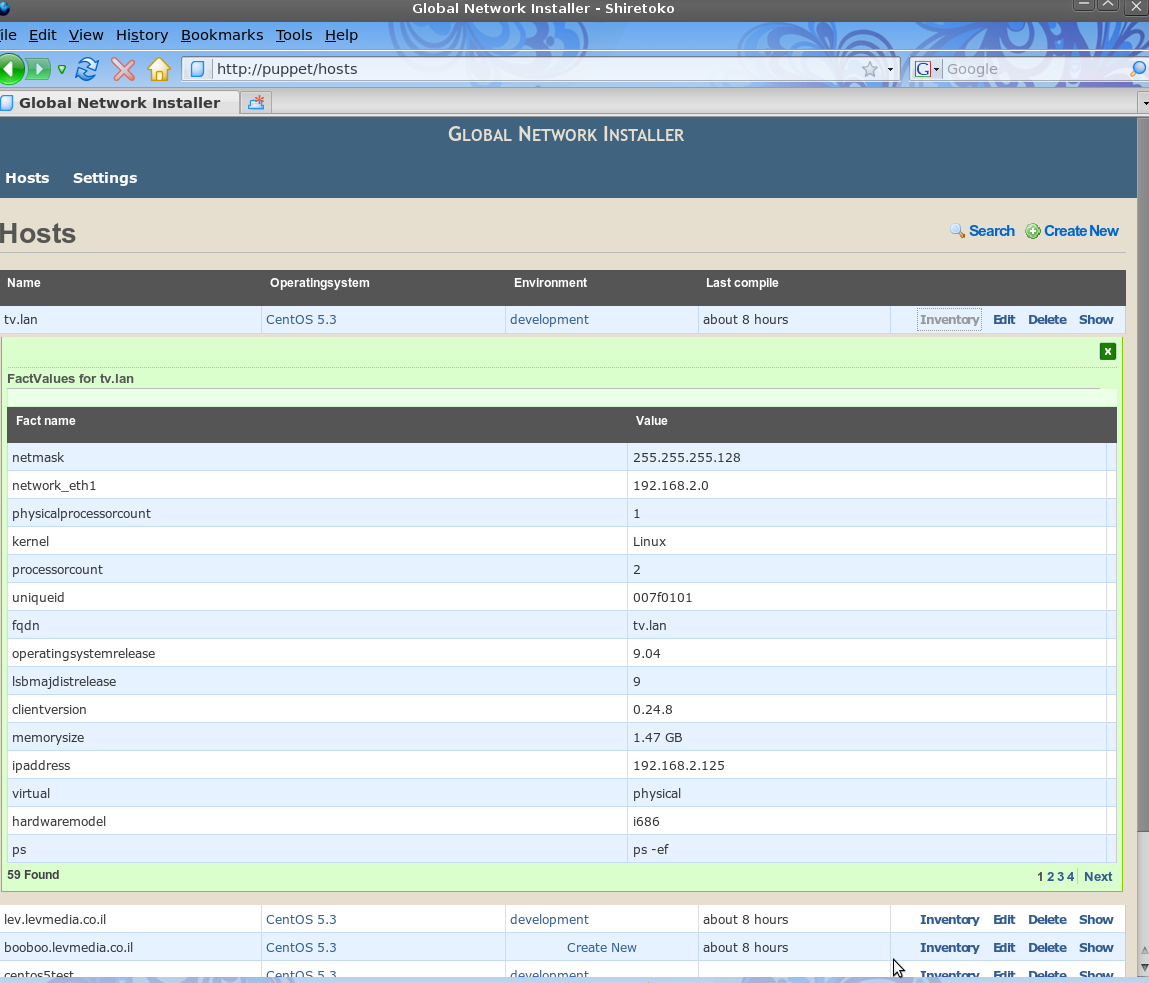 Global Network Installer - Shiretoko
ile Edit View History Bookmarks Tools Help
http://puppet/hosts G Google
Global Network Installer
GLOBAL NETWORK INSTALLER
Hosts Settings
Hosts Search Create New
Name Operatingsystem Environment Last compile
tv.lan CentOS 5.3 development about 8 hours Inventory Edit Delete Show
x
FactValues for tv.lan
Fact name Value
netmask 255.255.255.128
network_eth1 192.168.2.0
physicalprocessorcount 1
kernel Linux
processorcount 2
uniqueid 007f0101
fqdn tv.lan
operatingsystemrelease 9.04
lsbmajdistrelease 9
clientversion 0.24.8
memorysize 1.47 GB
ipaddress 192.168.2.125
virtual physical
hardwaremodel i686
ps ps -ef
59 Found 1 2 3 4 Next
lev.levmedia.co.il CentOS 5.3 development about 8 hours Inventory Edit Delete Show
booboo.levmedia.co.il CentOS 5.3 Create New about 8 hours Inventory Edit Delete Show
centos5test CentOS 5.3 development Inventory Edit Delete Show